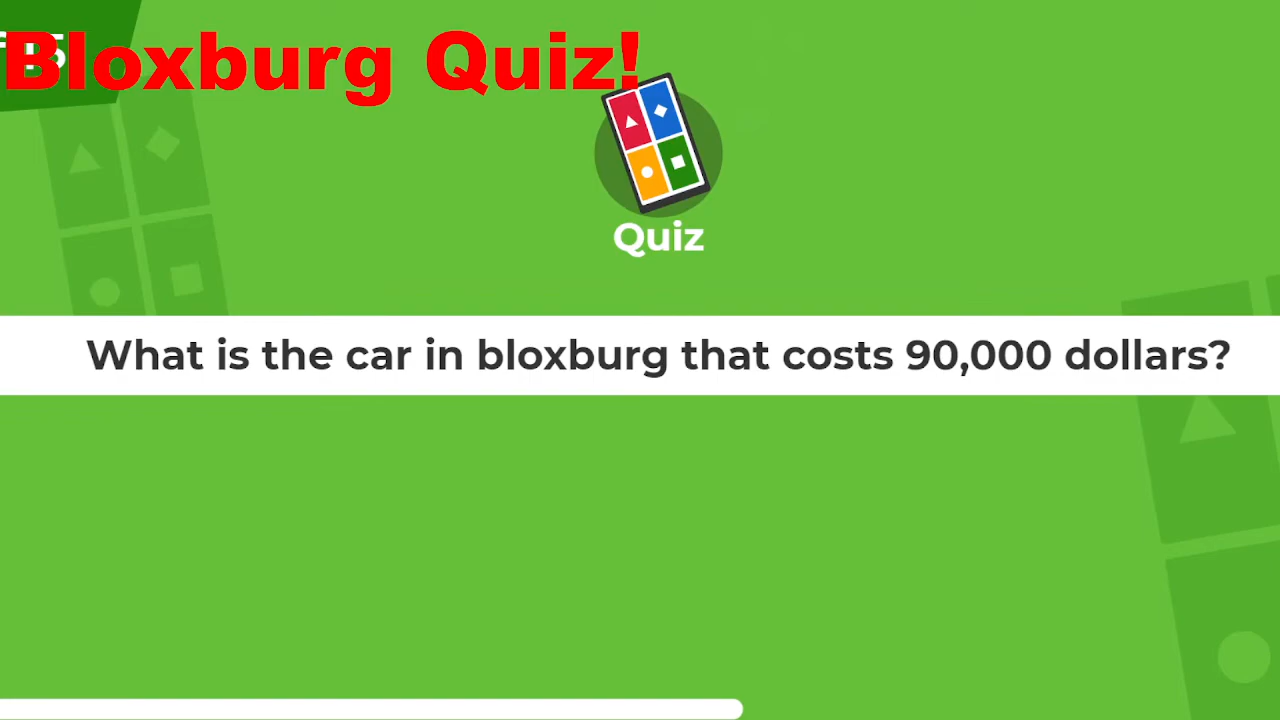 Bloxburg Quiz!
Quiz
What is the car in bloxburg that costs 90,000 dollars?